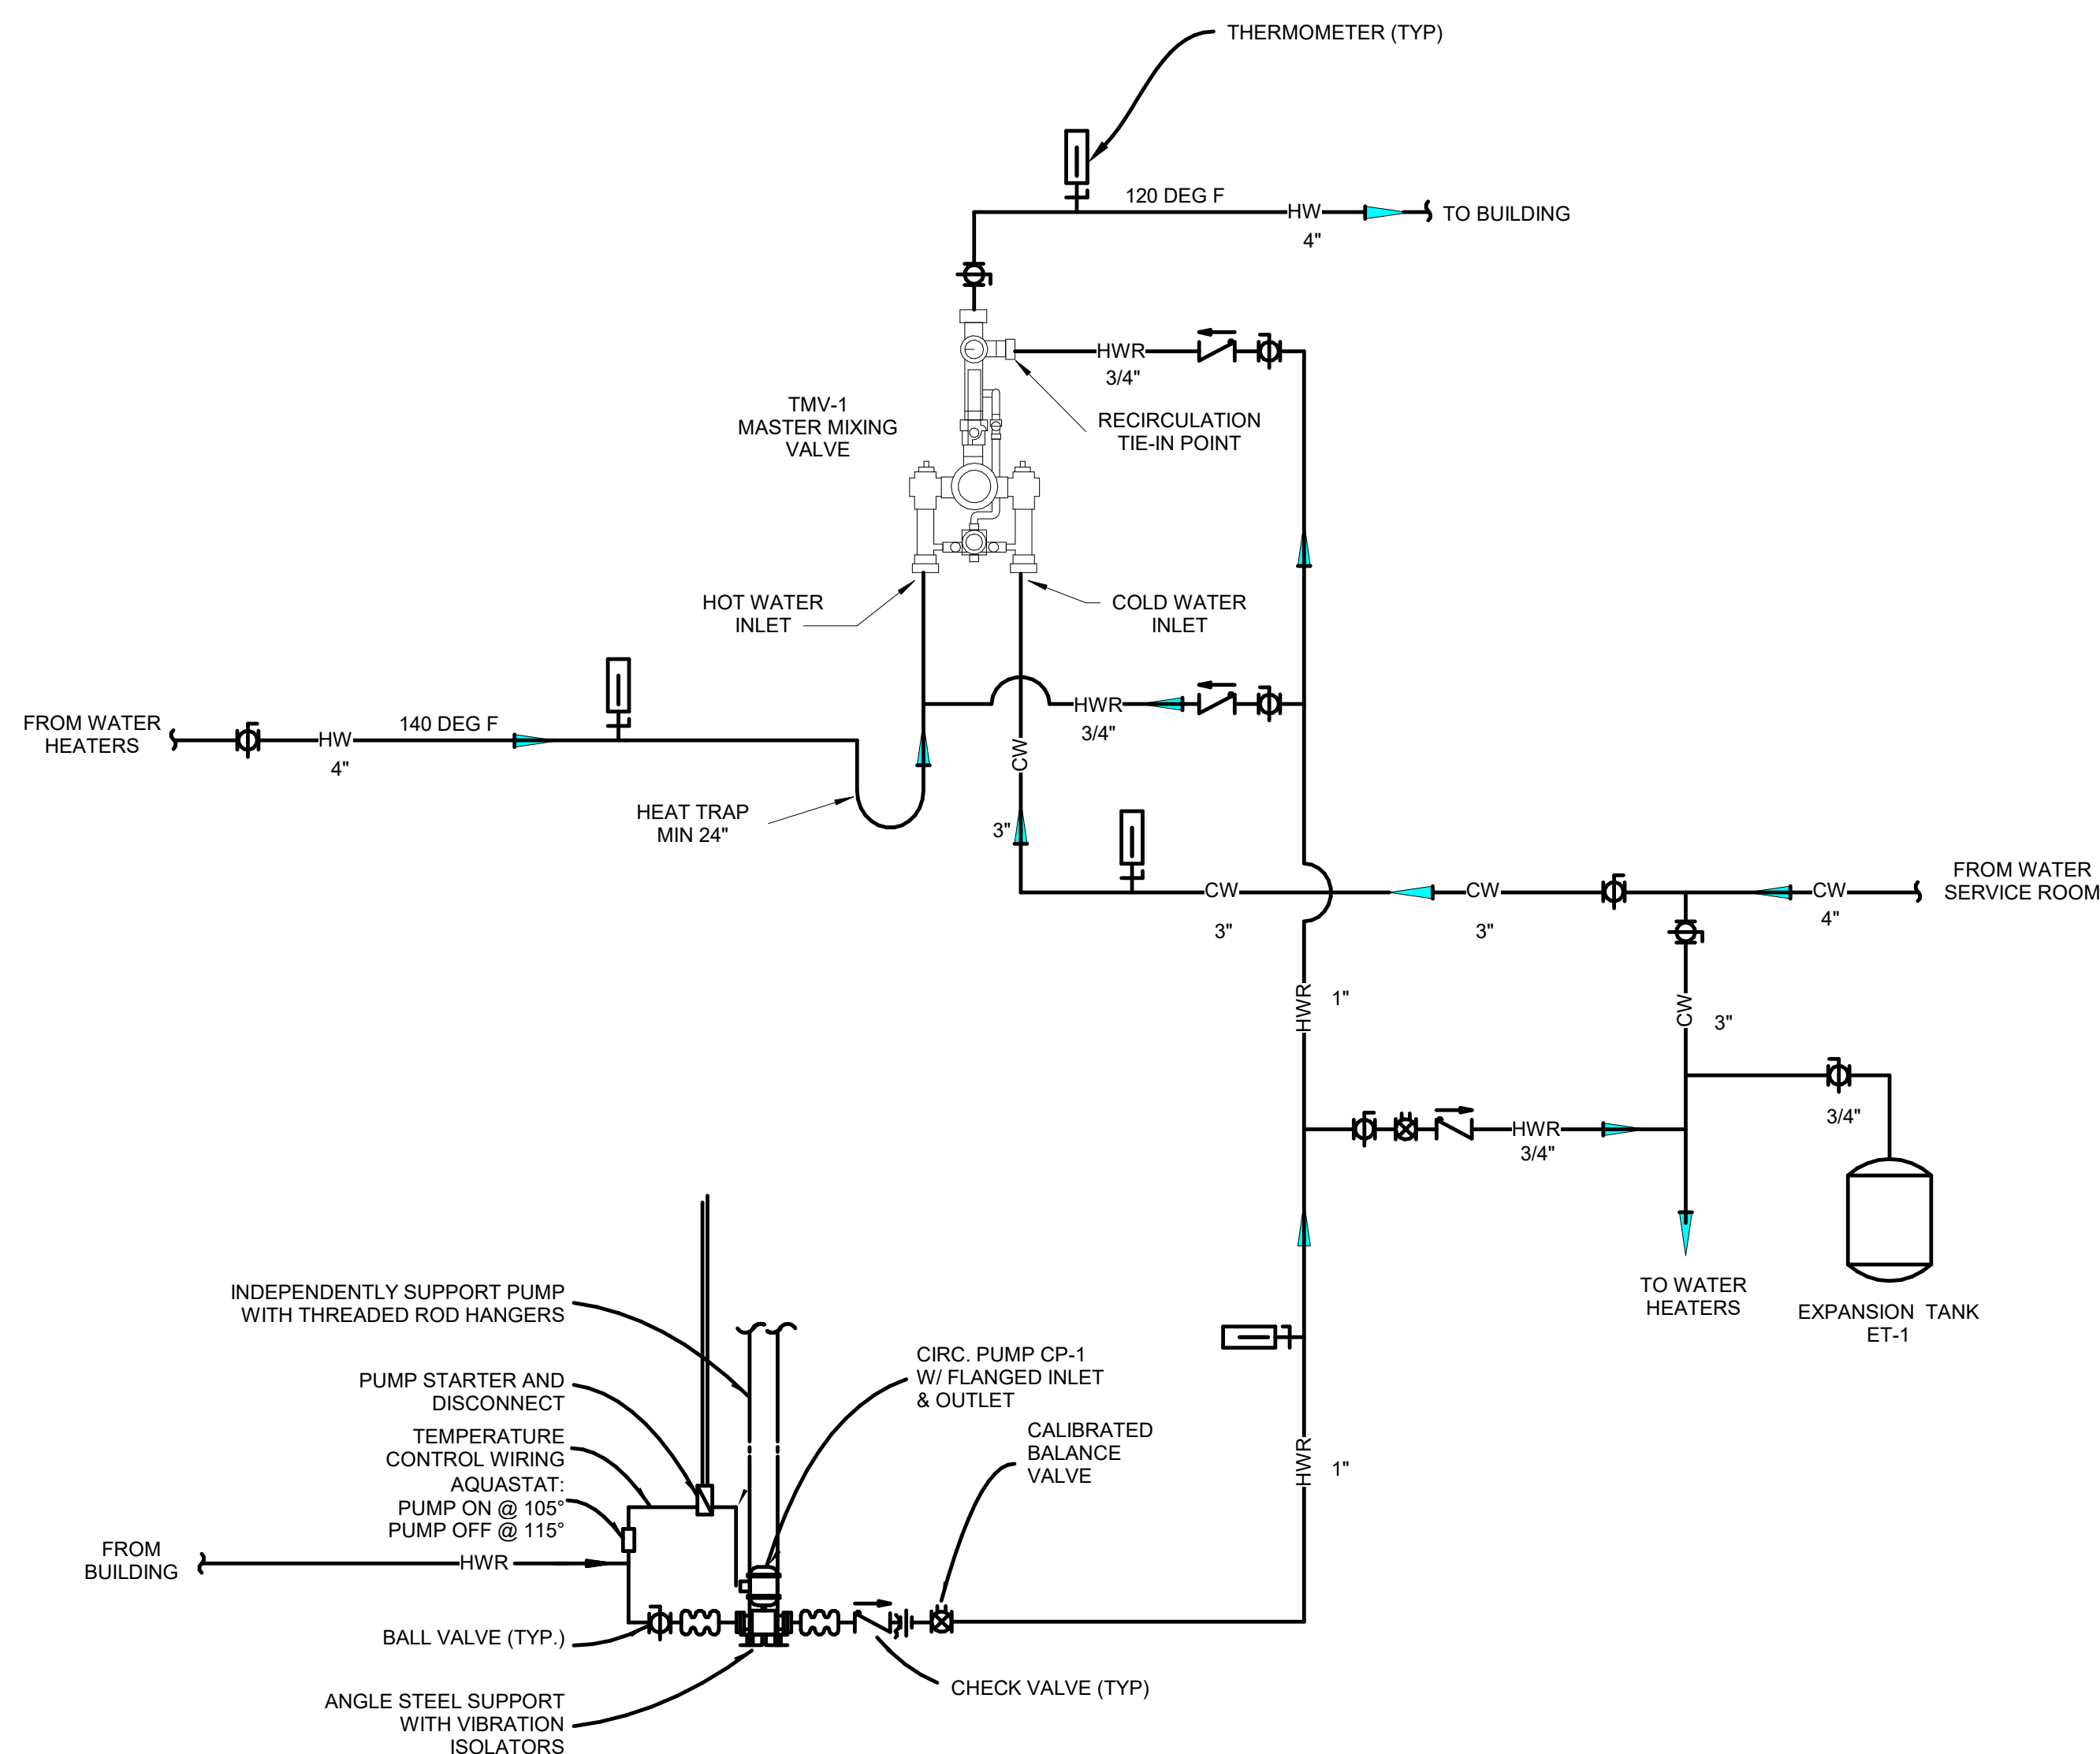 THERMOMETER (TYP)
120 DEG F
HW
4"
TO BUILDING
HWR
3/4"
TMV-1
MASTER MIXING
VALVE
RECIRCULATION
TIE-IN POINT
HOT WATER
INLET
COLD WATER
INLET
FROM WATER
HEATERS
HW
4"
140 DEG F
HWR
3/4"
CW
3"
HEAT TRAP
MIN 24"
CW
3"
CW
3"
CW
4"
FROM WATER
SERVICE ROOM
HWR
1"
CW
3"
HWR
3/4"
3/4"
TO WATER
HEATERS
EXPANSION TANK
ET-1
INDEPENDENTLY SUPPORT PUMP
WITH THREADED ROD HANGERS
PUMP STARTER AND
DISCONNECT
TEMPERATURE
CONTROL WIRING
AQUASTAT:
PUMP ON @ 105°
PUMP OFF @ 115°
CIRC. PUMP CP-1
W/ FLANGED INLET
& OUTLET
CALIBRATED
BALANCE
VALVE
HWR
1"
FROM
BUILDING
HWR
BALL VALVE (TYP.)
CHECK VALVE (TYP)
ANGLE STEEL SUPPORT
WITH VIBRATION
ISOLATORS